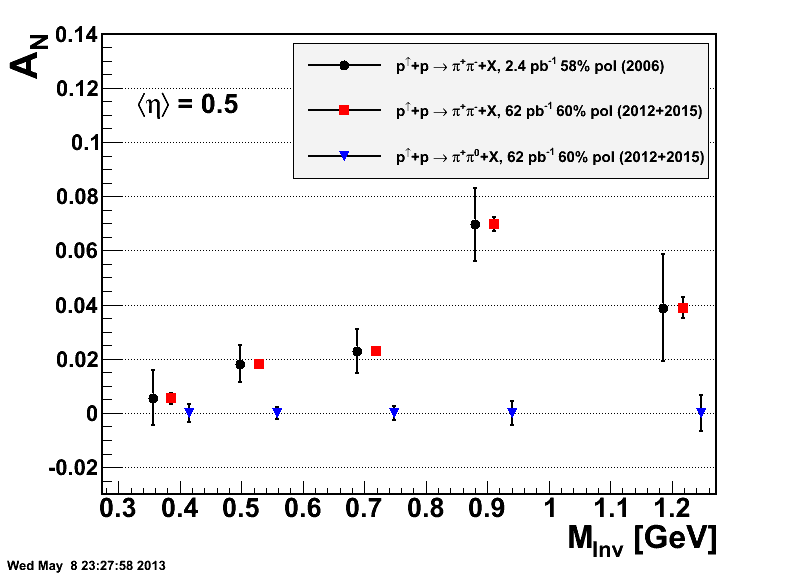 A_N
0.14
0.12
0.1
0.08
0.06
0.04
0.02
0
-0.02
⟨η⟩ = 0.5
p↑+p → π⁺π⁻+X, 2.4 pb⁻¹ 58% pol (2006)
p↑+p → π⁺π⁻+X, 62 pb⁻¹ 60% pol (2012+2015)
p↑+p → π⁺π⁰+X, 62 pb⁻¹ 60% pol (2012+2015)
0.3 0.4 0.5 0.6 0.7 0.8 0.9 1 1.1 1.2
M_Inv [GeV]
Wed May 8 23:27:58 2013